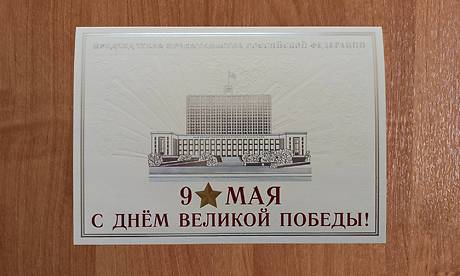 ПРЕДСЕДАТЕЛЬ ПРАВИТЕЛЬСТВА РОССИЙСКОЙ ФЕДЕРАЦИИ
9 МАЯ
С ДНЁМ ВЕЛИКОЙ ПОБЕДЫ!